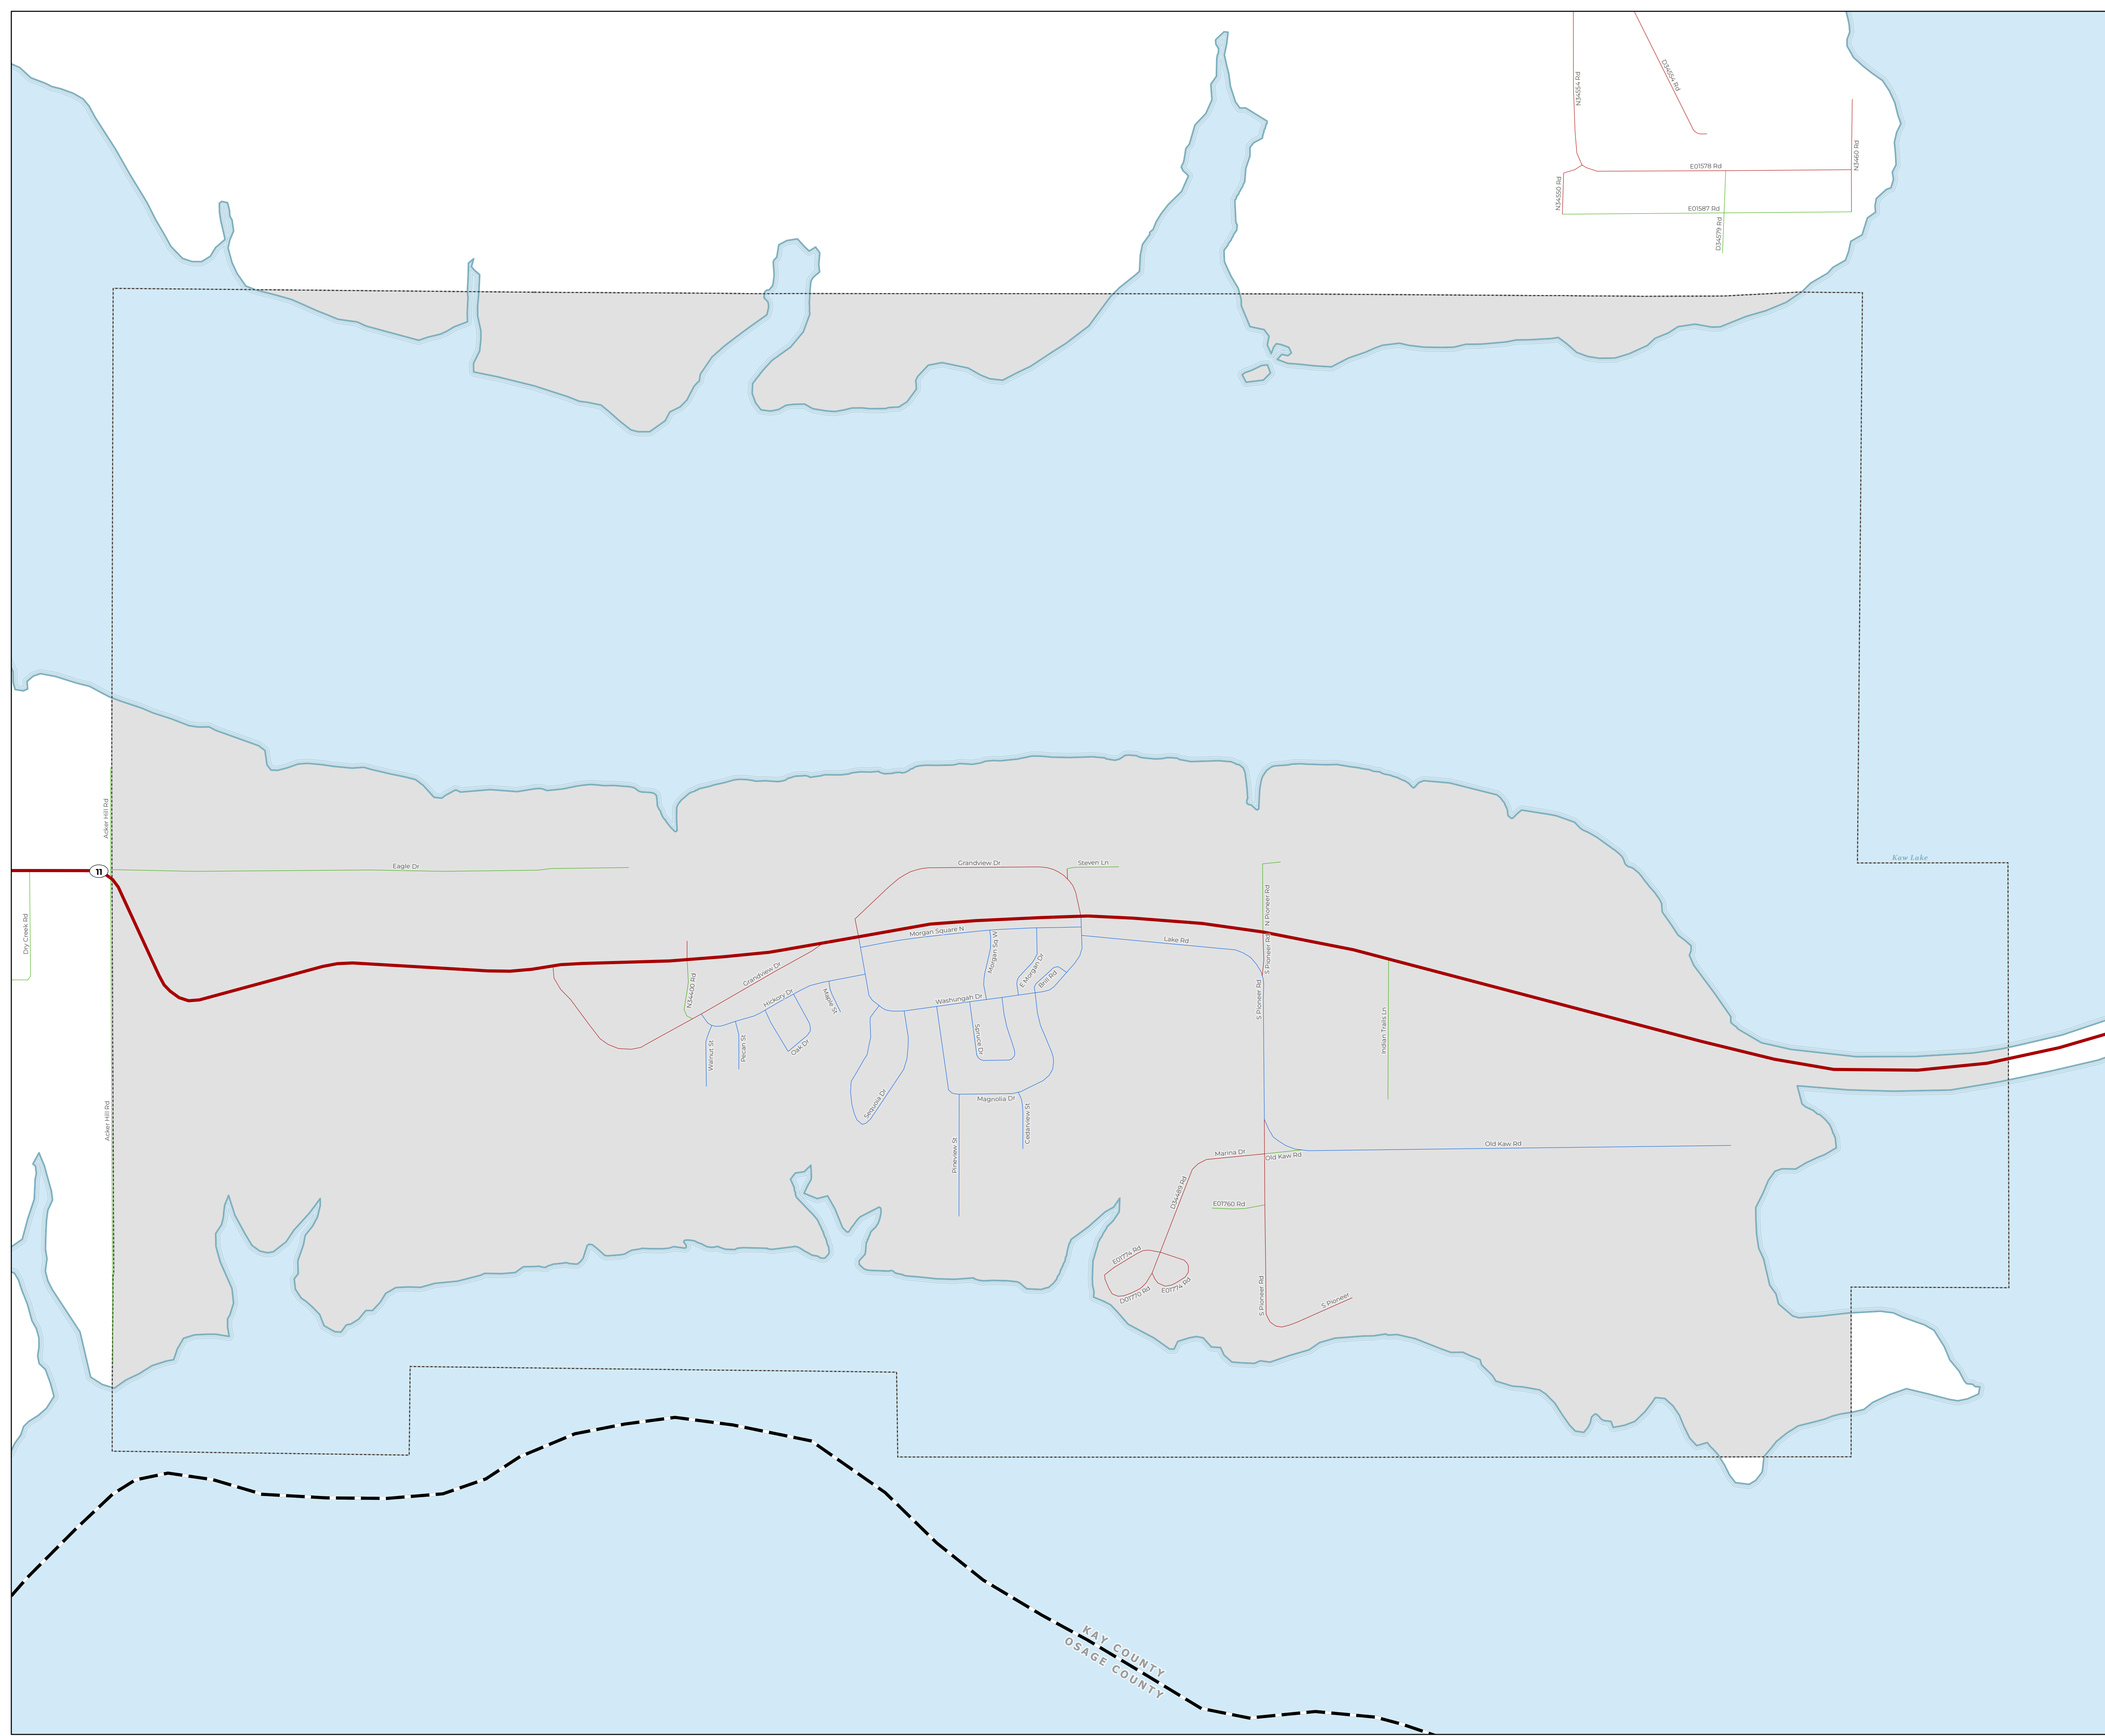 N34554 Rd
D34554 Rd
E01578 Rd
N3460 Rd
N34550 Rd
E01587 Rd
D34579 Rd
Acker Hill Rd
Kaw Lake
11
Eagle Dr
Grandview Dr
Steven Ln
Dry Creek Rd
N Pioneer Rd
S Pioneer Rd
Morgan Square N
Morgan Sq W
Lake Rd
Grandview Dr
E Morgan Dr
Brill Rd
N34400 Rd
Hickory Dr
Maple St
Washungah Dr
S Pioneer Rd
Indian Trails Ln
Walnut St
Pecan St
Oak Dr
Spruce Dr
Sequoia Dr
Magnolia Dr
Cedarview St
Acker Hill Rd
Pineview St
Marina Dr
Old Kaw Rd
Old Kaw Rd
D34489 Rd
E01760 Rd
E01774 Rd
D01770 Rd
E01774 Rd
S Pioneer Rd
S Pioneer
KAY COUNTY
OSAGE COUNTY